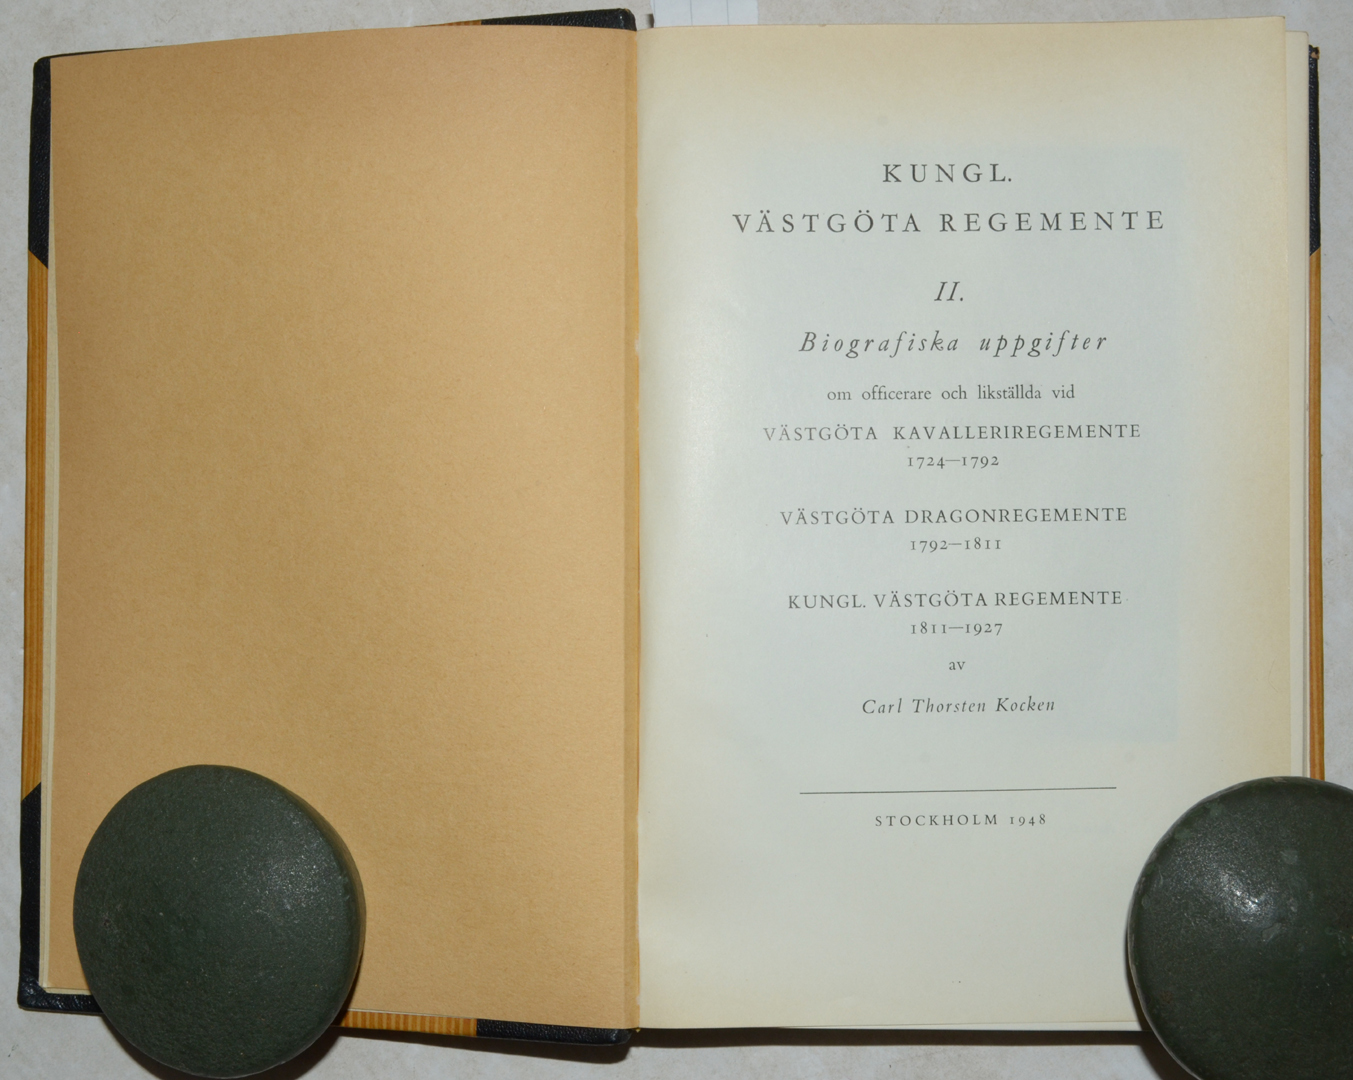 KUNGL.
VÄSTGÖTA REGEMENTE
II.
Biografiska uppgifter
om officerare och likställda vid
VÄSTGÖTA KAVALLERIREGEMENTE
1724—1792
VÄSTGÖTA DRAGONREGEMENTE
1792—1811
KUNGL. VÄSTGÖTA REGEMENTE
1811—1927
av
Carl Thorsten Kocken
STOCKHOLM 1948